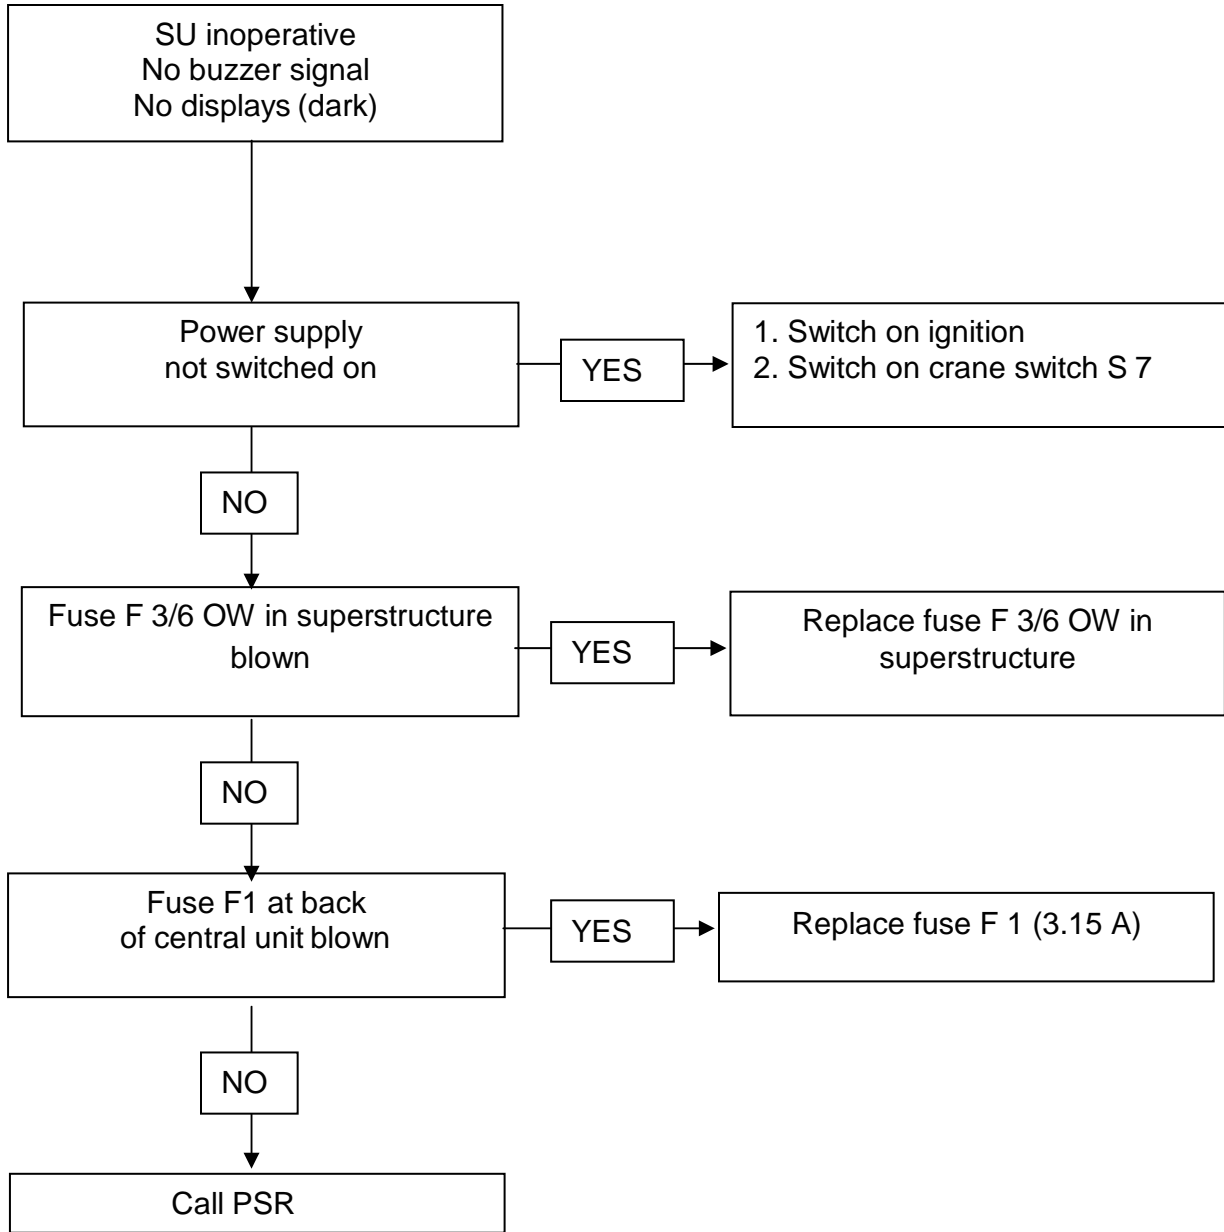 SU inoperative
No buzzer signal
No displays (dark)
Power supply
not switched on
YES
1. Switch on ignition
2. Switch on crane switch S 7
NO
Fuse F 3/6 OW in superstructure
blown
YES
Replace fuse F 3/6 OW in
superstructure
NO
Fuse F1 at back
of central unit blown
YES
Replace fuse F 1 (3.15 A)
NO
Call PSR